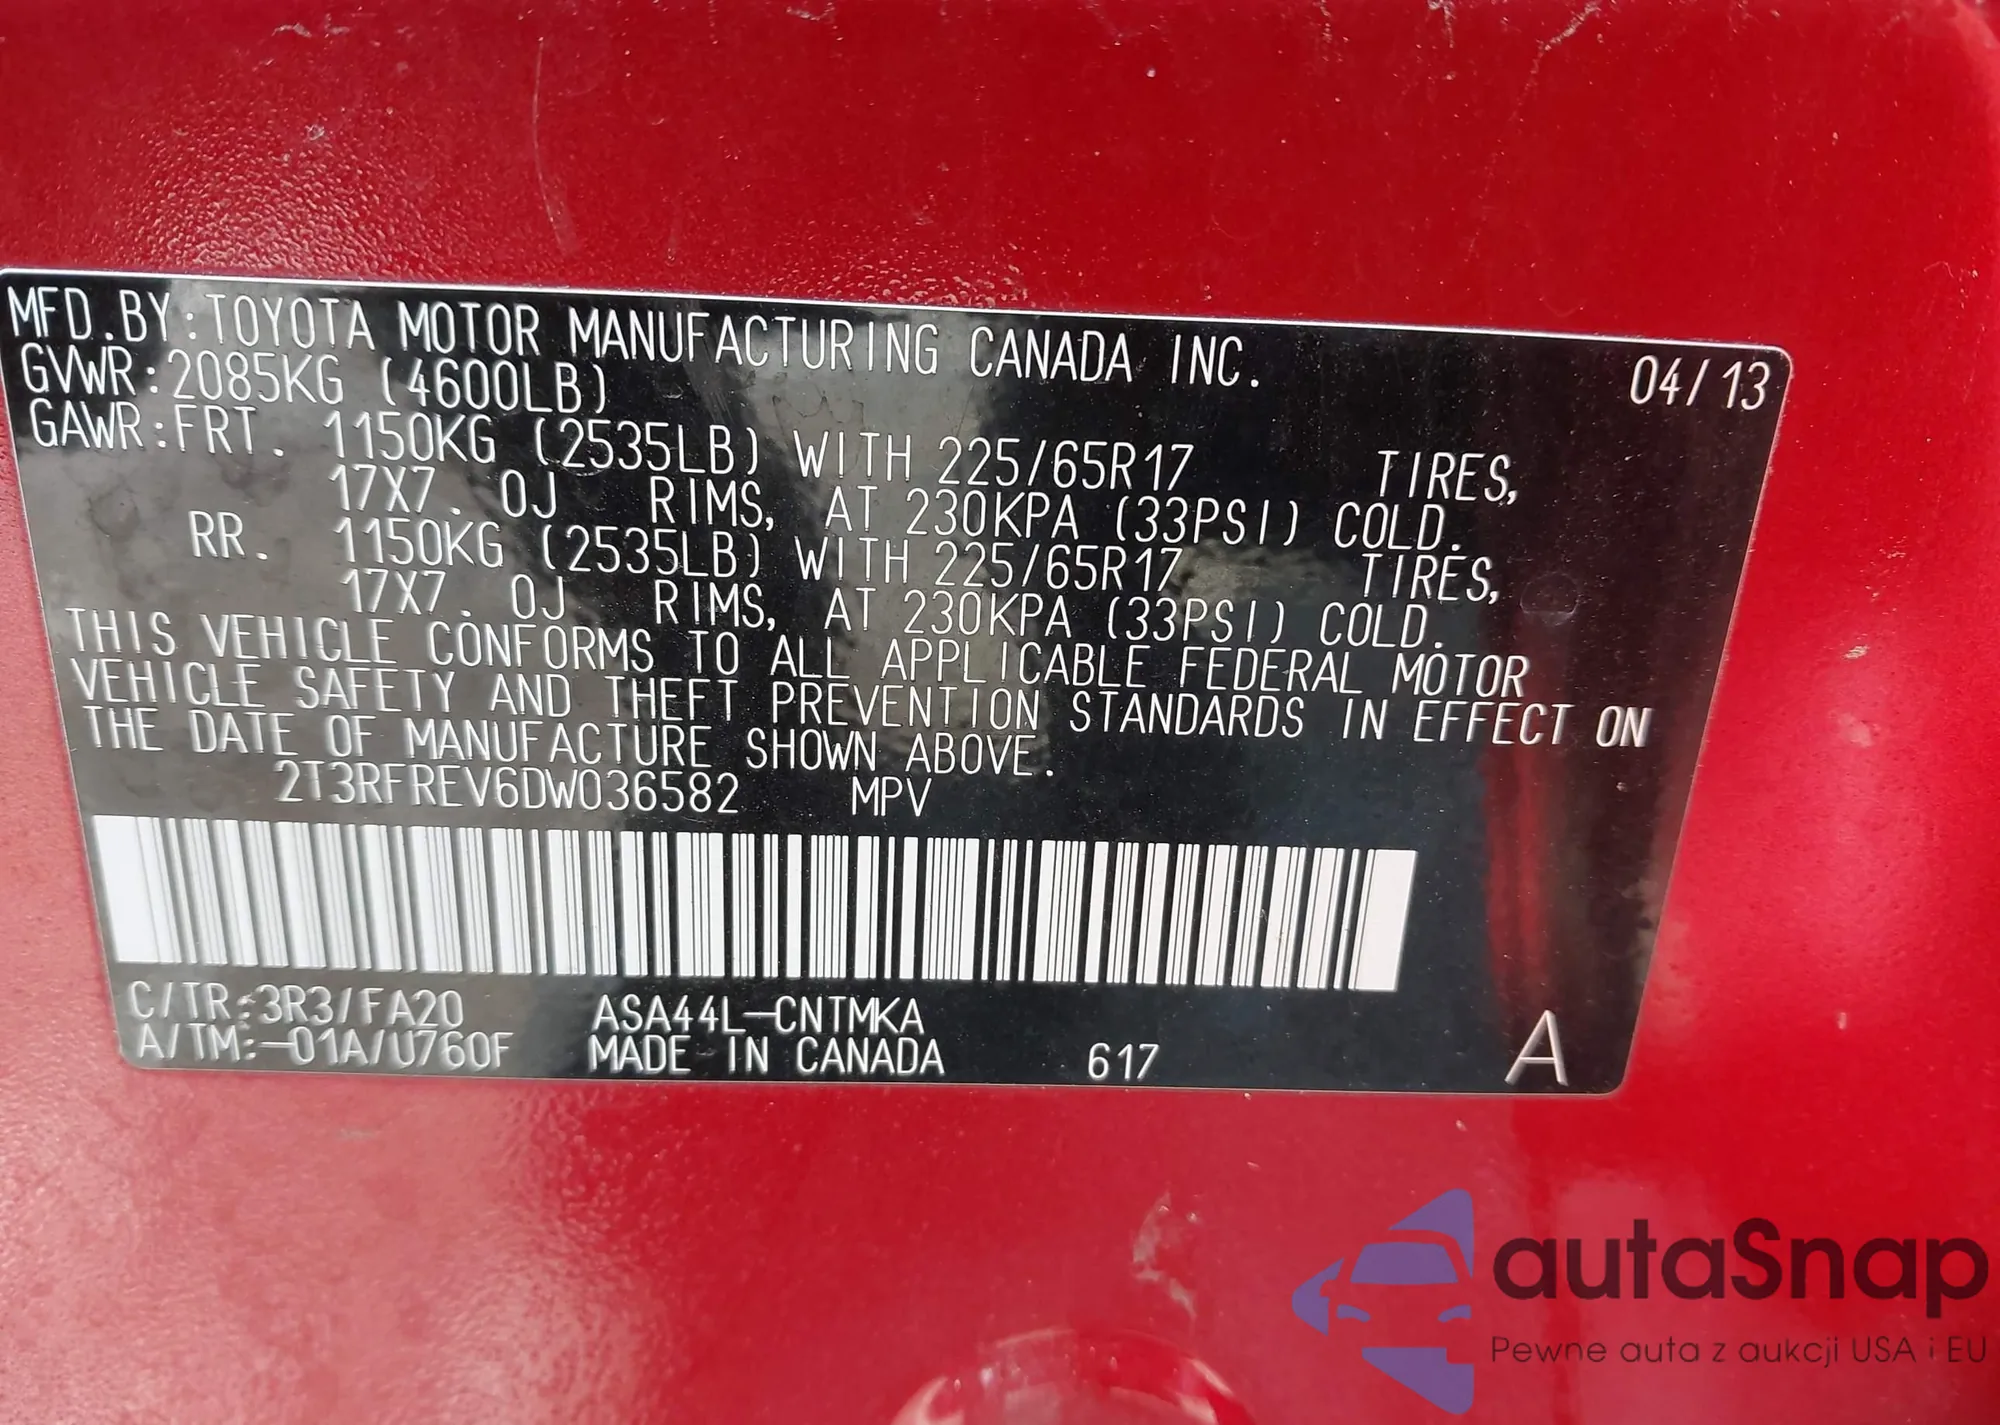 MFD.BY:TOYOTA MOTOR MANUFACTURING CANADA INC. 04/13
GVWR:2085KG (4600LB)
GAWR:FRT. 1150KG (2535LB) WITH 225/65R17 TIRES,
17X7.0J RIMS, AT 230KPA (33PSI) COLD.
RR. 1150KG (2535LB) WITH 225/65R17 TIRES,
17X7.0J RIMS, AT 230KPA (33PSI) COLD.
THIS VEHICLE CONFORMS TO ALL APPLICABLE FEDERAL MOTOR
VEHICLE SAFETY AND THEFT PREVENTION STANDARDS IN EFFECT ON
THE DATE OF MANUFACTURE SHOWN ABOVE.
2T3RFREV6DW036582 MPV
C/TR:3R3/FA20 ASA44L-CNTMKA
A/TM:-01A/U760F MADE IN CANADA 617 A
autaSnap
Pewne auta z aukcji USA i EU